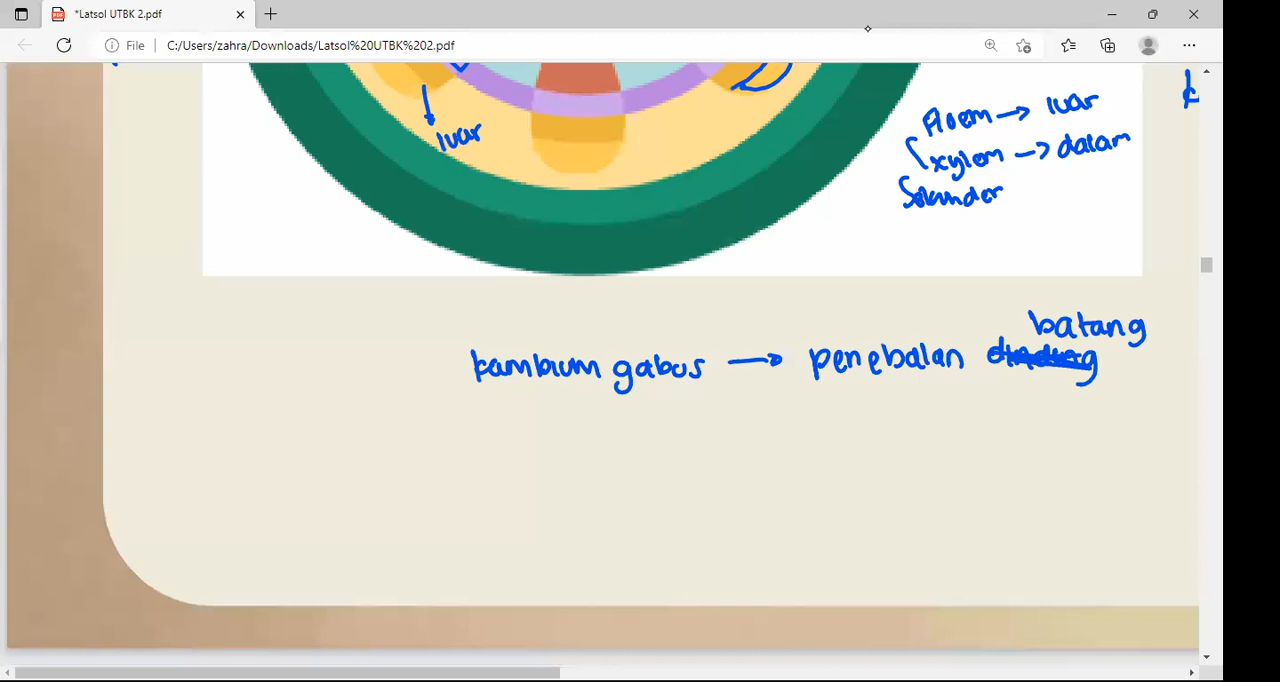 *Latsol UTBK 2.pdf
File C:/Users/zahra/Downloads/Latsol%20UTBK%202.pdf
luar
Floem → luar
xylem → dalam
Sekunder
batang
kambium gabus → penebalan